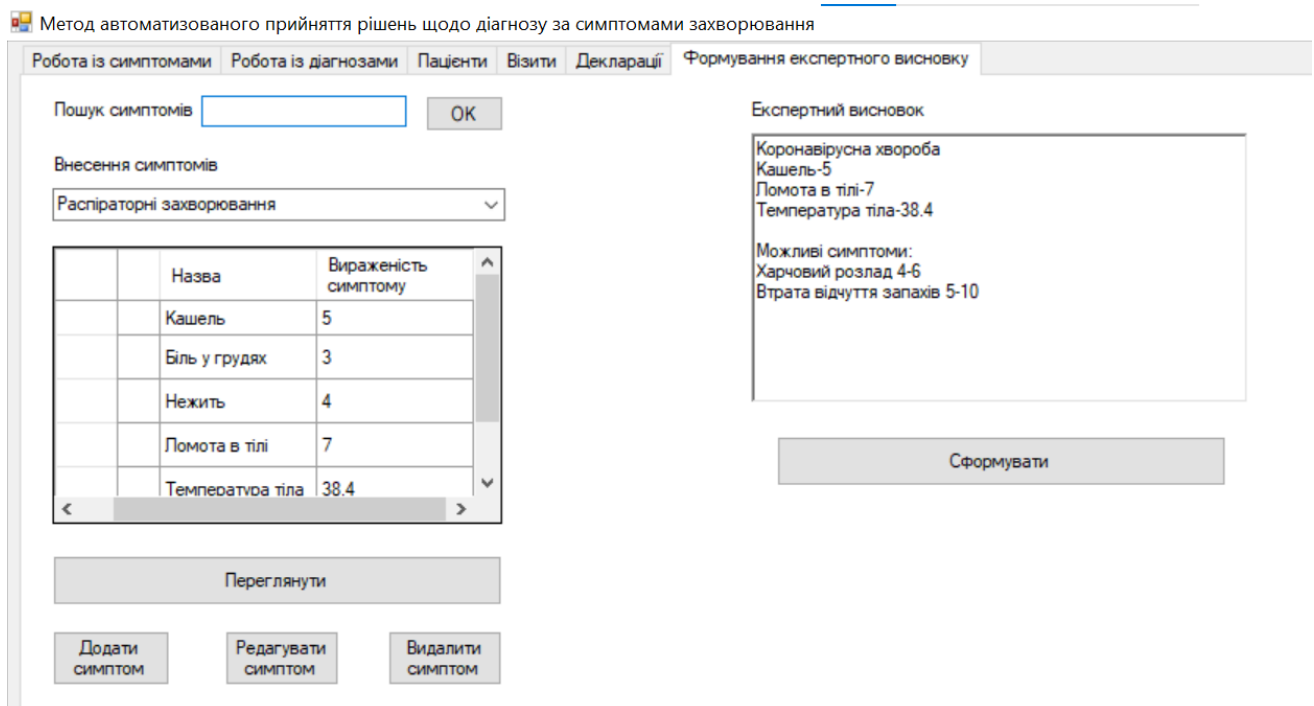 Метод автоматизованого прийняття рішень щодо діагнозу за симптомами захворювання
Робота із симптомами Робота із діагнозами Пацієнти Візити Декларації Формування експертного висновку
Пошук симптомів OK
Внесення симптомів
Распіраторні захворювання
Назва Вираженість симптому
Кашель 5
Біль у грудях 3
Нежить 4
Ломота в тілі 7
Температура тіла 38.4
Переглянути
Додати симптом
Редагувати симптом
Видалити симптом
Експертний висновок
Коронавірусна хвороба
Кашель-5
Ломота в тілі-7
Температура тіла-38.4
Можливі симптоми:
Харчовий розлад 4-6
Втрата відчуття запахів 5-10
Сформувати